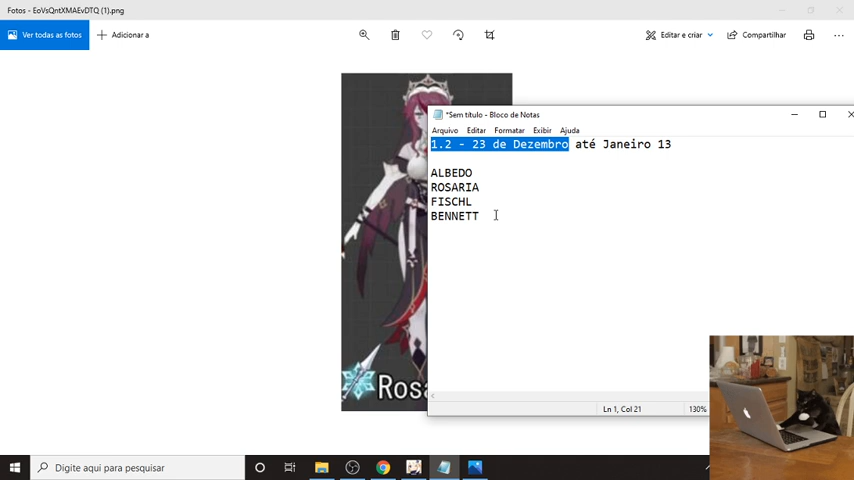 Fotos - EoVsQntXMAEvDTQ (1).png
Ver todas as fotos
Adicionar a
Editar e criar
Compartilhar
*Sem título - Bloco de Notas
Arquivo Editar Formatar Exibir Ajuda
1.2 - 23 de Dezembro até Janeiro 13
ALBEDO
ROSARIA
FISCHL
BENNETT
Rosa
Ln 1, Col 21
130%
Digite aqui para pesquisar